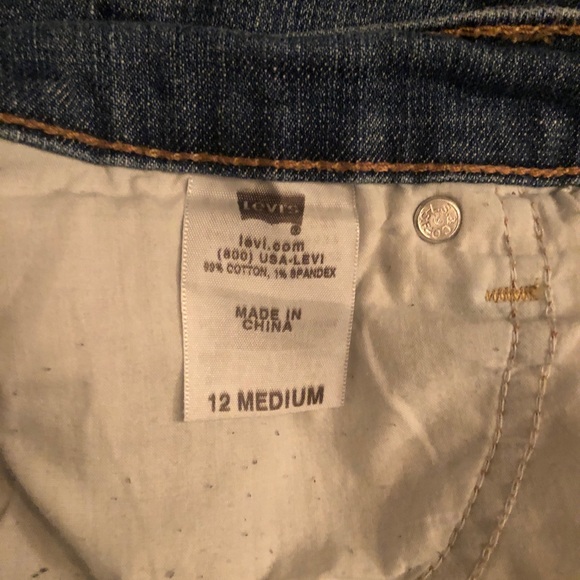 LEVI'S
®
levi.com
(800) USA-LEVI
99% COTTON, 1% SPANDEX
MADE IN
CHINA
12 MEDIUM